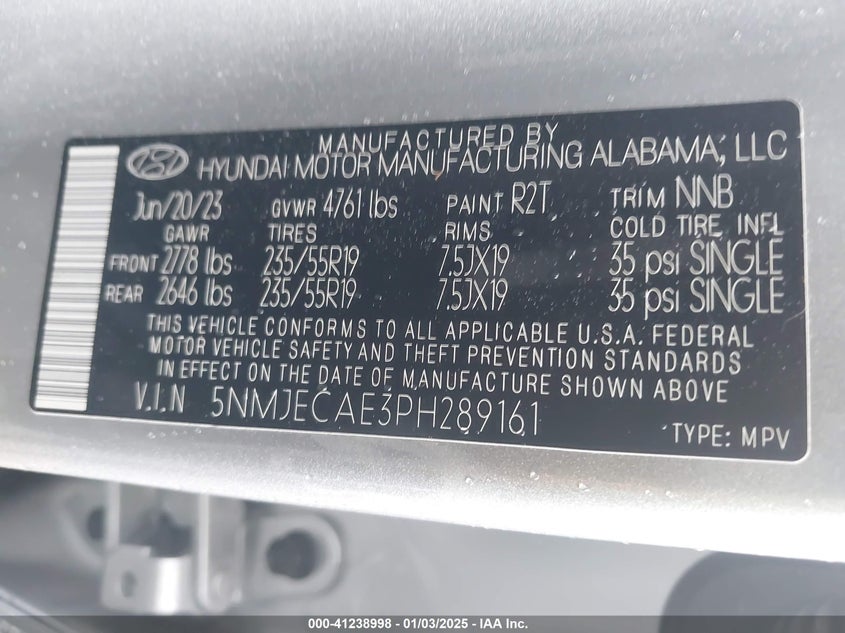 MANUFACTURED BY
HYUNDAI MOTOR MANUFACTURING ALABAMA, LLC
Jun/20/23 GVWR 4761 lbs PAINT R2T TRIM NNB
GAWR TIRES RIMS COLD TIRE INFL
FRONT 2778 lbs 235/55R19 7.5JX19 35 psi SINGLE
REAR 2646 lbs 235/55R19 7.5JX19 35 psi SINGLE
THIS VEHICLE CONFORMS TO ALL APPLICABLE U.S.A. FEDERAL
MOTOR VEHICLE SAFETY AND THEFT PREVENTION STANDARDS
IN EFFECT ON THE DATE OF MANUFACTURE SHOWN ABOVE
V.I.N 5NMJECAE3PH289161
TYPE: MPV
000-41238998 — 01/03/2025 — IAA Inc.